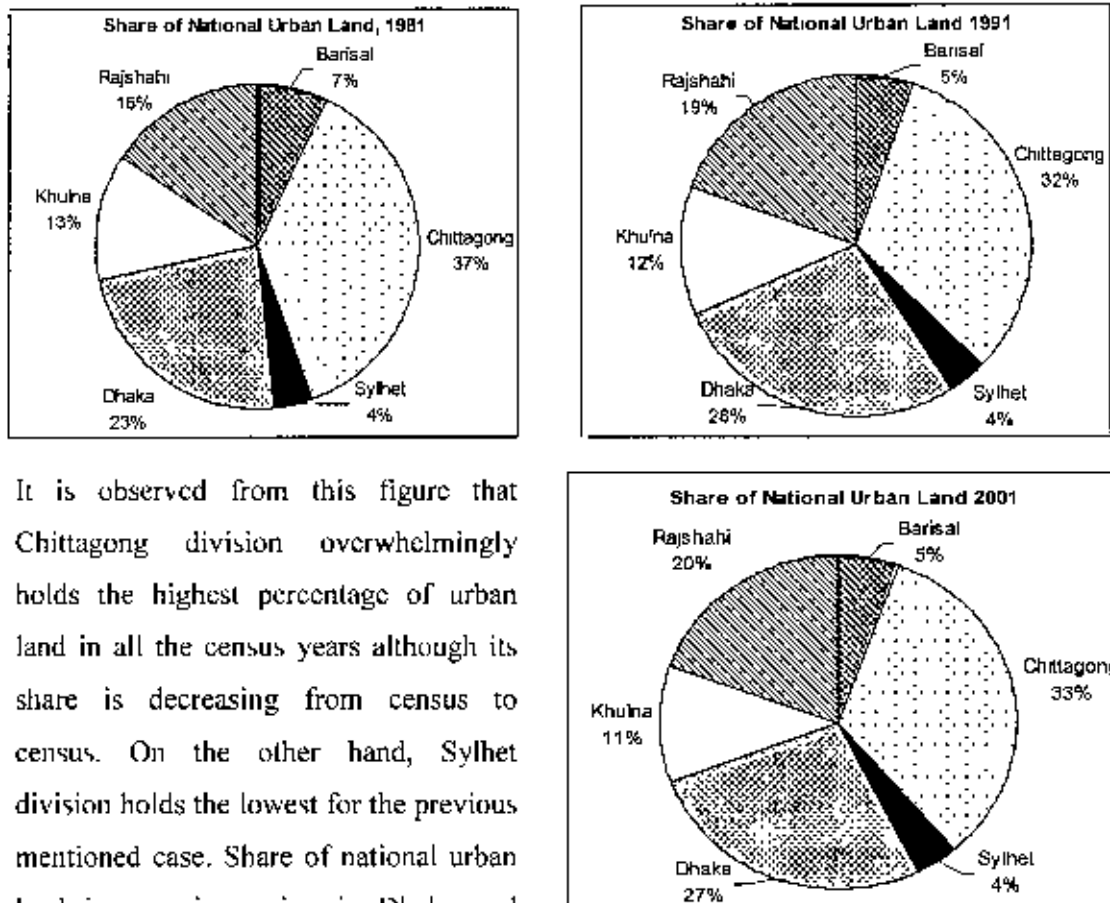 Share of National Urban Land, 1981
Barisal
7%
Rajshahi
16%
Khulna
13%
Chittagong
37%
Dhaka
23%
Sylhet
4%
Share of National Urban Land 1991
Barisal
5%
Rajshahi
19%
Chittagong
32%
Khulna
12%
Dhaka
28%
Sylhet
4%
It is observed from this figure that
Chittagong division overwhelmingly
holds the highest percentage of urban
land in all the census years although its
share is decreasing from census to
census. On the other hand, Sylhet
division holds the lowest for the previous
mentioned case. Share of national urban
Share of National Urban Land 2001
Barisal
5%
Rajshahi
20%
Chittagong
33%
Khulna
11%
Dhaka
27%
Sylhet
4%